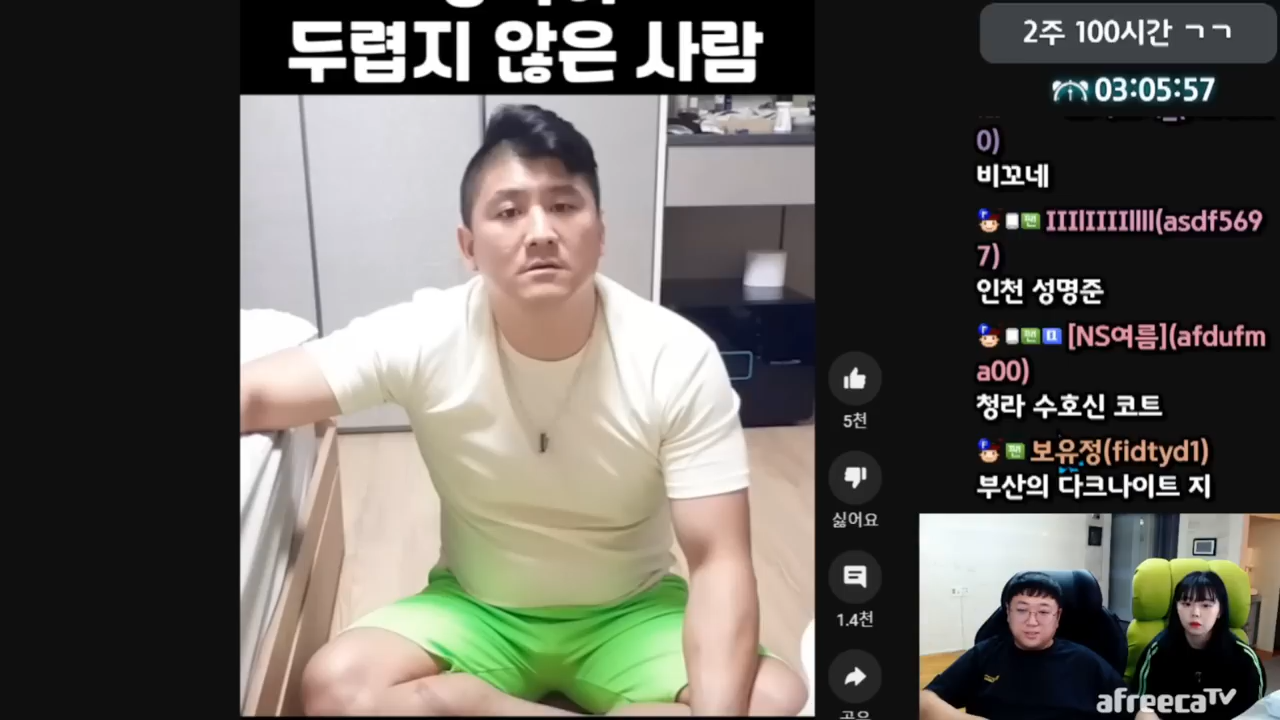 두렵지 않은 사람
5천
싫어요
1.4천
2주 100시간 ㄱㄱ
03:05:57
0)
비꼬네
IIIlIIIIllll(asdf569
7)
인천 성명준
[NS여름](afdufm
a00)
청라 수호신 코트
보유정(fidtyd1)
부산의 다크나이트 지
afreecaTV